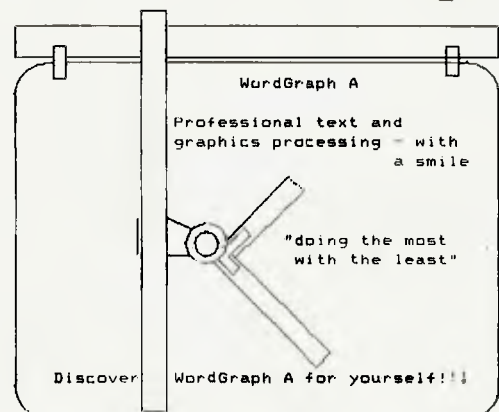 WordGraph A
Professional text and
graphics processing - with
a smile
"doing the most
with the least"
Discover WordGraph A for yourself!!!